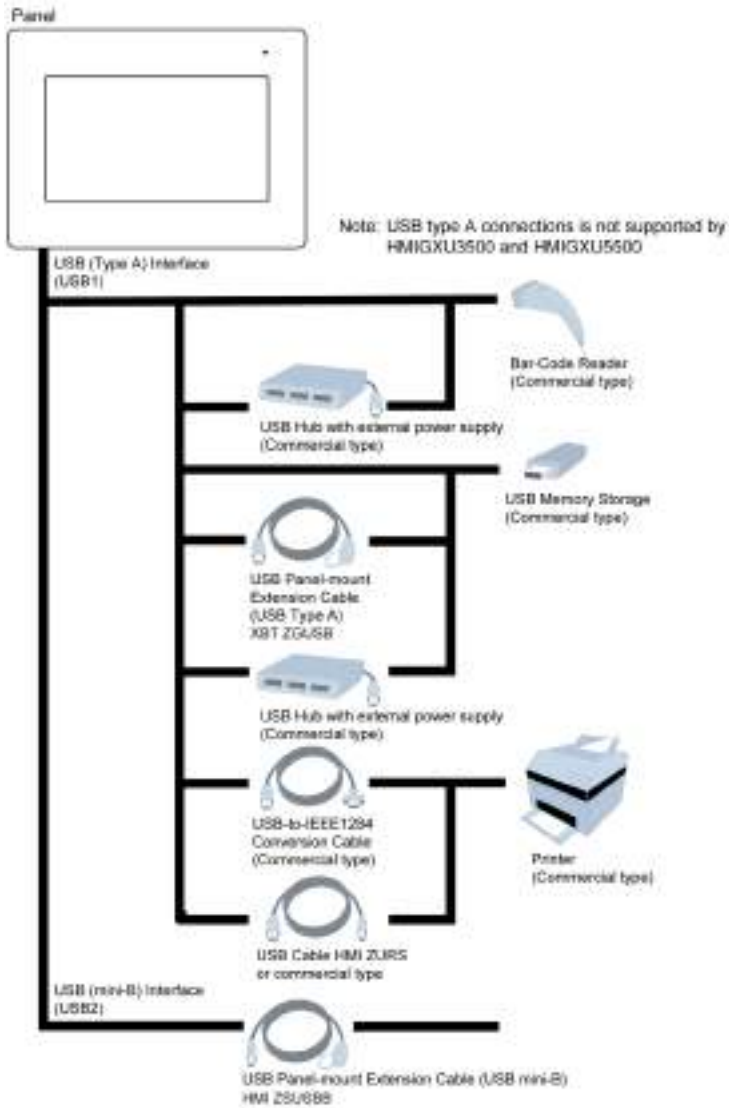 Panel
Note: USB type A connections is not supported by
HMIGXU3500 and HMIGXU5500
USB (Type A) Interface
(USB1)
Bar-Code Reader
(Commercial type)
USB Hub with external power supply
(Commercial type)
USB Memory Storage
(Commercial type)
USB Panel-mount
Extension Cable
(USB Type A)
XBT ZGUSB
USB Hub with external power supply
(Commercial type)
USB-to-IEEE1284
Conversion Cable
(Commercial type)
Printer
(Commercial type)
USB Cable HMI ZURS
or commercial type
USB (mini-B) Interface
(USB2)
USB Panel-mount Extension Cable (USB mini-B)
HMI ZSUSBB